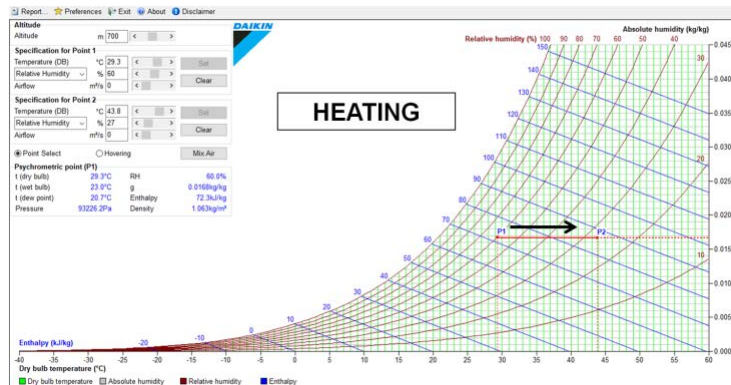 Report... Preferences Exit About Disclaimer
Altitude
Altitude m 700 < >
Specification for Point 1
Temperature (DB) °C 29.3 < > Set
Relative Humidity % 60 < > Clear
Airflow m³/s 0 < >
Specification for Point 2
Temperature (DB) °C 43.8 < > Set
Relative Humidity % 27 < > Clear
Airflow m³/s 0 < >
Point Select Hovering Mix Air
Psychrometric point (P1)
t (dry bulb) 29.3°C RH 60.0%
t (wet bulb) 23.0°C g 0.0168kg/kg
t (dew point) 20.7°C Enthalpy 72.3kJ/kg
Pressure 93226.2Pa Density 1.063kg/m³
DAIKIN
HEATING
Absolute humidity (kg/kg)
Relative humidity (%) 100 90 80 70 60 50 40
30
20
10
150
140
130
120
110
100
90
80
70
60
50
40
30
20
10
0
-10
-20
P1 P2
0.045
0.040
0.035
0.030
0.025
0.020
0.015
0.010
0.005
0.000
Enthalpy (kJ/kg)
-40 -35 -30 -25 -20 -15 -10 -5 0 5 10 15 20 25 30 35 40 45 50 55 60
Dry bulb temperature (°C)
Dry bulb temperature Absolute humidity Relative humidity Enthalpy